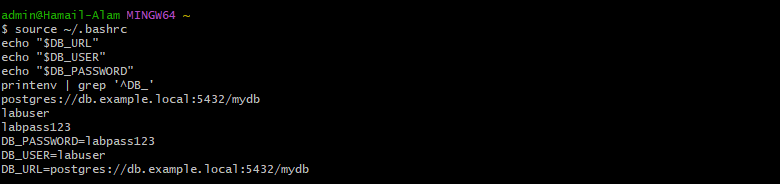 admin@Hamail-Alam MINGW64 ~
$ source ~/.bashrc
echo "$DB_URL"
echo "$DB_USER"
echo "$DB_PASSWORD"
printenv | grep '^DB_'
postgres://db.example.local:5432/mydb
labuser
labpass123
DB_PASSWORD=labpass123
DB_USER=labuser
DB_URL=postgres://db.example.local:5432/mydb